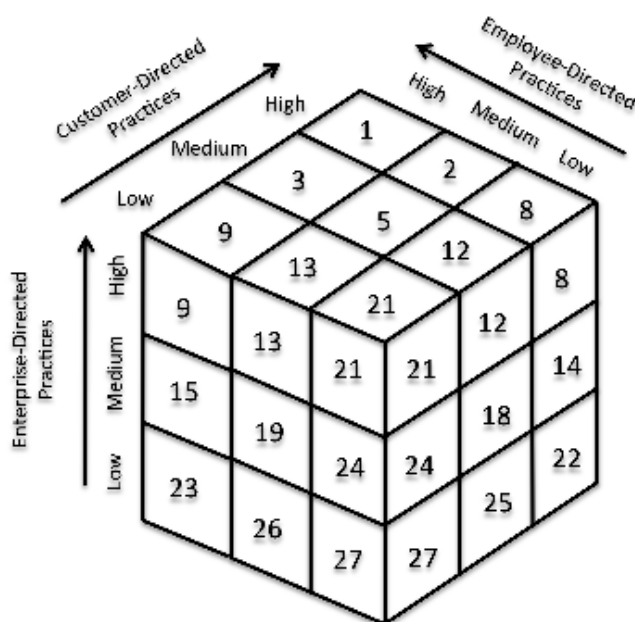 Customer-Directed
Practices
Employee-Directed
Practices
High
Medium
Low
High
Medium
Low
Enterprise-Directed
Practices
High
Medium
Low
1
2
3
5
8
9
13
12
21
9
13
21
21
12
8
15
19
24
24
18
14
23
26
27
27
25
22